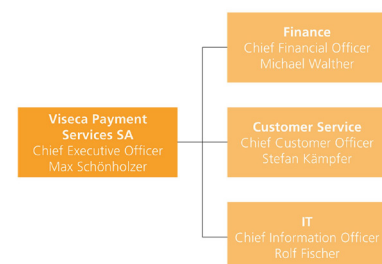 Finance
Chief Financial Officer
Michael Walther
Viseca Payment
Services SA
Chief Executive Officer
Max Schönholzer
Customer Service
Chief Customer Officer
Stefan Kämpfer
IT
Chief Information Officer
Rolf Fischer